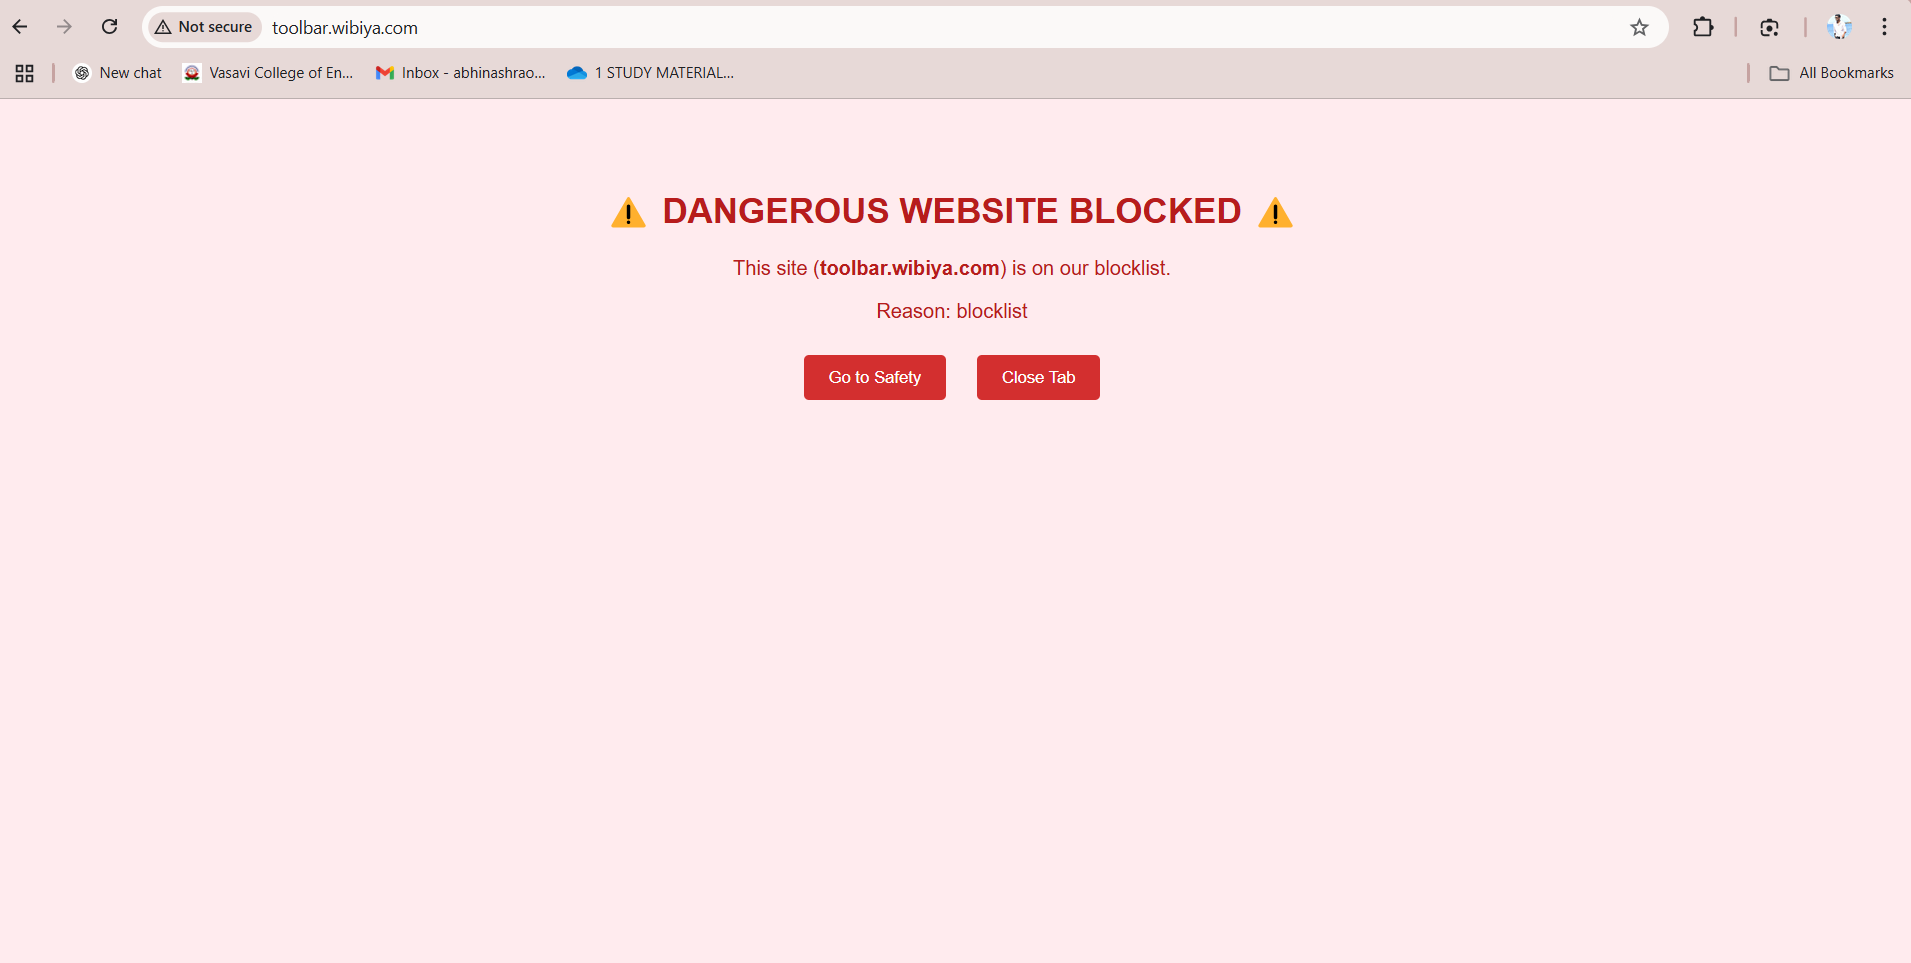 Not secure toolbar.wibiya.com
New chat Vasavi College of En... Inbox - abhinashrao... 1 STUDY MATERIAL... All Bookmarks
⚠️ DANGEROUS WEBSITE BLOCKED ⚠️
This site (toolbar.wibiya.com) is on our blocklist.
Reason: blocklist
Go to Safety Close Tab